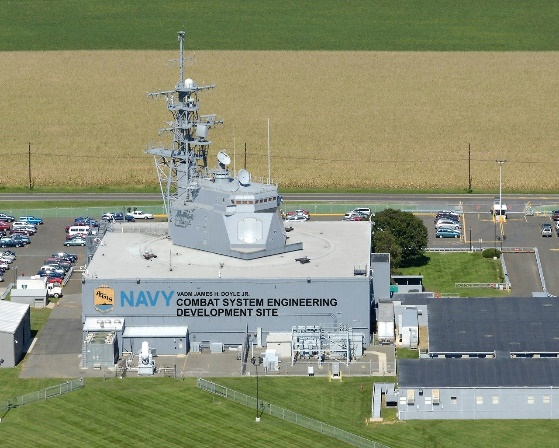 NAVY
VADM JAMES H. DOYLE JR.
COMBAT SYSTEM ENGINEERING
DEVELOPMENT SITE